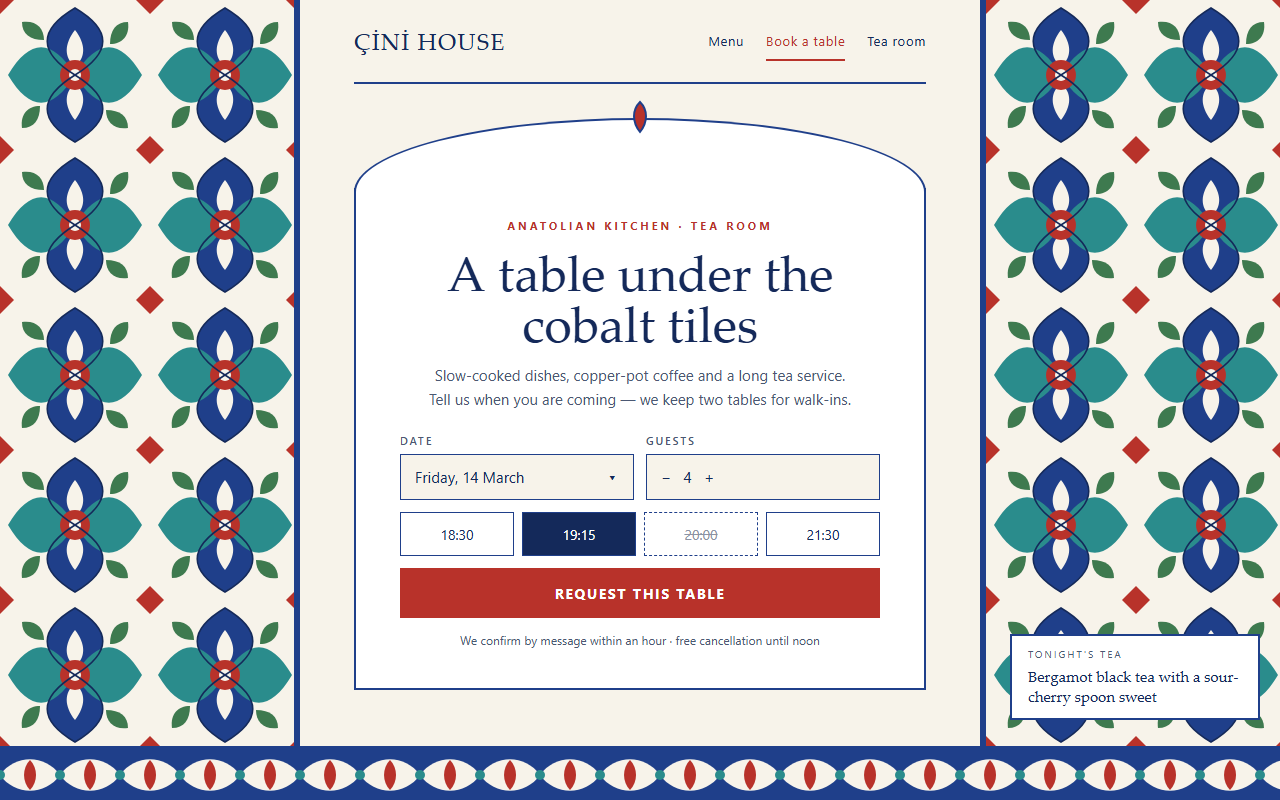 ÇİNİ HOUSE
Menu Book a table Tea room
ANATOLIAN KITCHEN · TEA ROOM
A table under the
cobalt tiles
Slow-cooked dishes, copper-pot coffee and a long tea service.
Tell us when you are coming — we keep two tables for walk-ins.
DATE GUESTS
Friday, 14 March ▾ − 4 +
18:30 19:15 20:00 21:30
REQUEST THIS TABLE
We confirm by message within an hour · free cancellation until noon
TONIGHT'S TEA
Bergamot black tea with a sour-
cherry spoon sweet